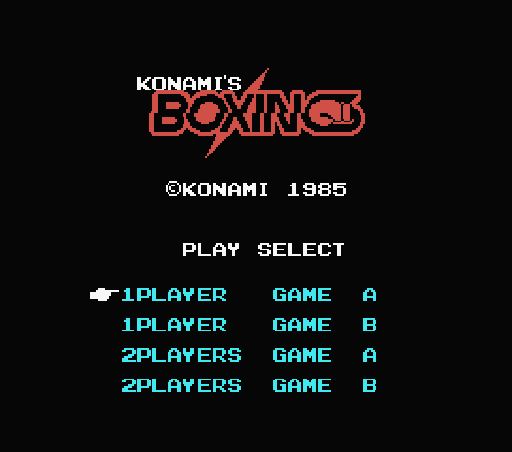 KONAMI'S
BOXING
©KONAMI 1985
PLAY SELECT
1PLAYER GAME A
1PLAYER GAME B
2PLAYERS GAME A
2PLAYERS GAME B